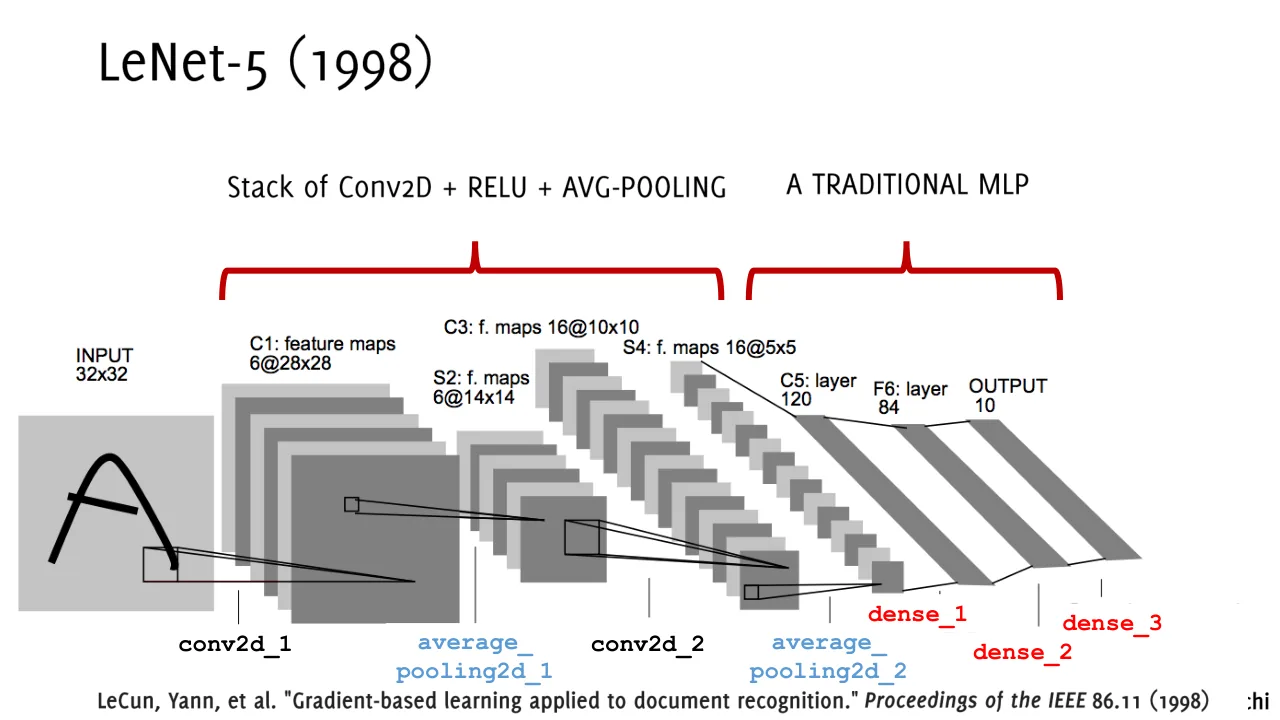 LeNet-5 (1998)
Stack of Conv2D + RELU + AVG-POOLING
A TRADITIONAL MLP
INPUT
32x32
C1: feature maps
6@28x28
S2: f. maps
6@14x14
C3: f. maps 16@10x10
S4: f. maps 16@5x5
C5: layer
120
F6: layer
84
OUTPUT
10
conv2d_1
average_
pooling2d_1
conv2d_2
average_
pooling2d_2
dense_1
dense_2
dense_3
LeCun, Yann, et al. "Gradient-based learning applied to document recognition." Proceedings of the IEEE 86.11 (1998)